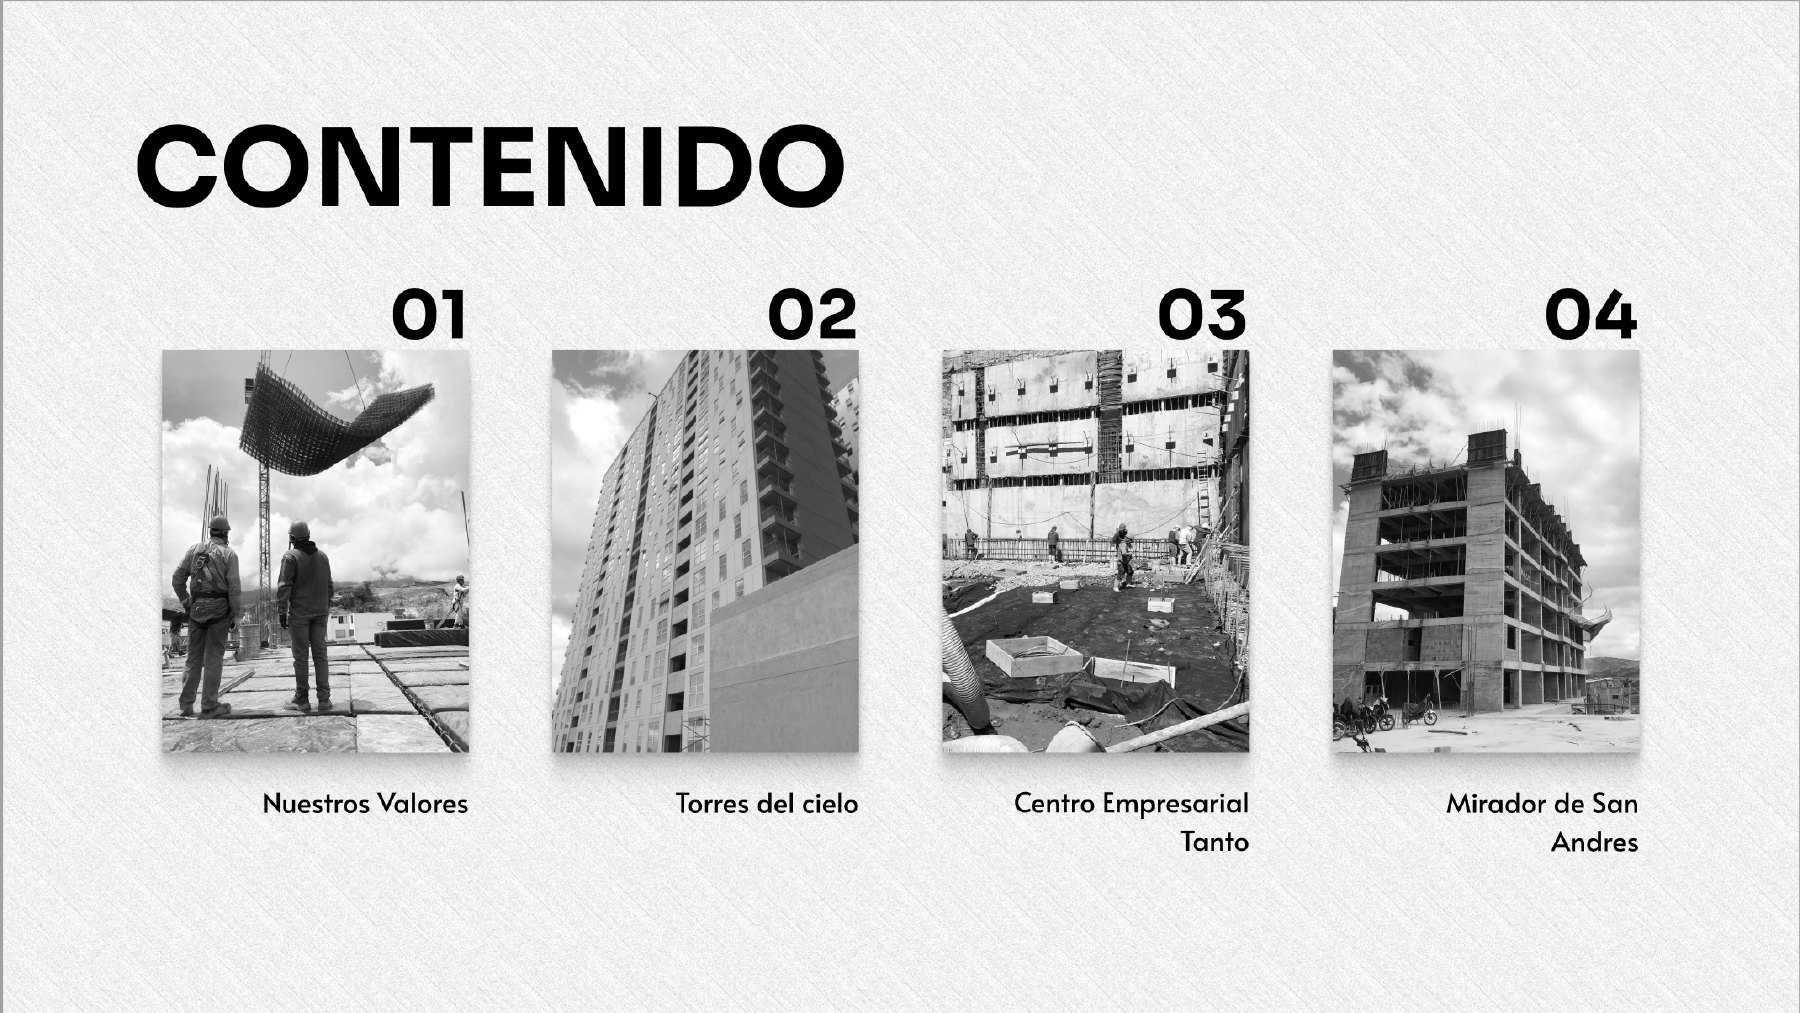 CONTENIDO
01
02
03
04
Nuestros Valores
Torres del cielo
Centro Empresarial
Tanto
Mirador de San
Andres